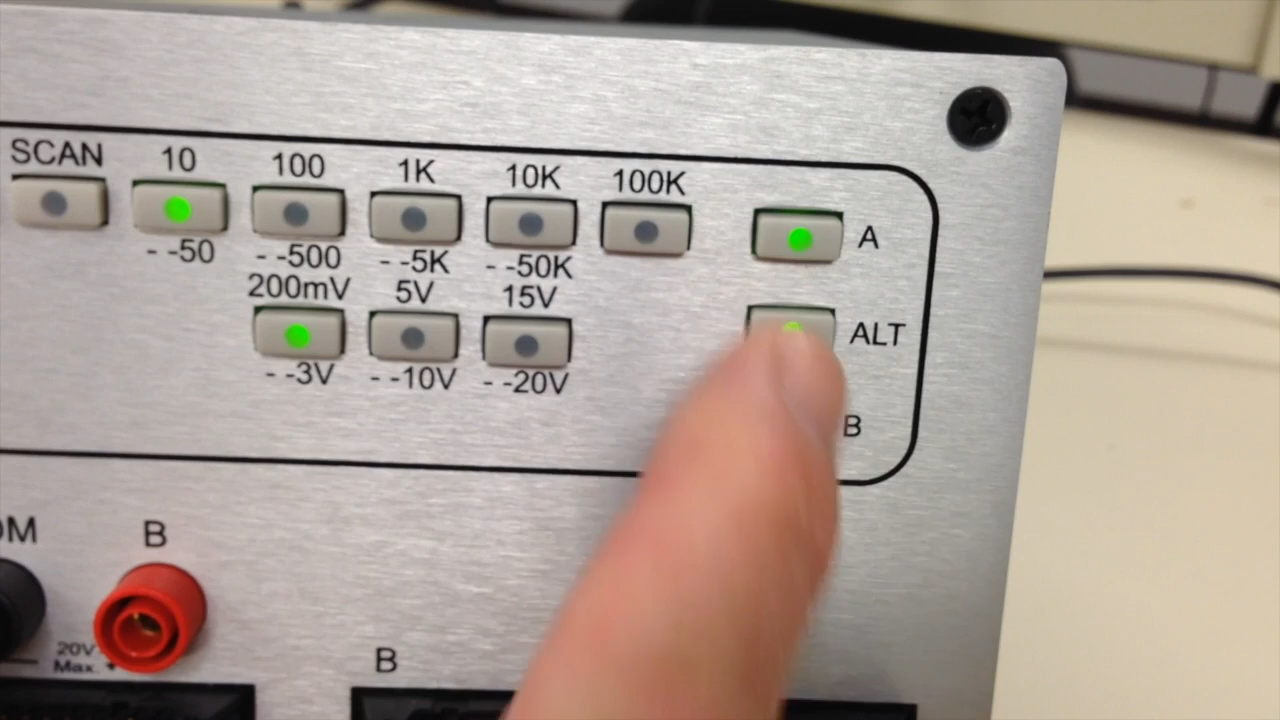 SCAN 10 100 1K 10K 100K
A
- -50 - -500 - -5K - -50K
200mV 5V 15V
ALT
- -3V - -10V - -20V
B
B
20V
Max.
B